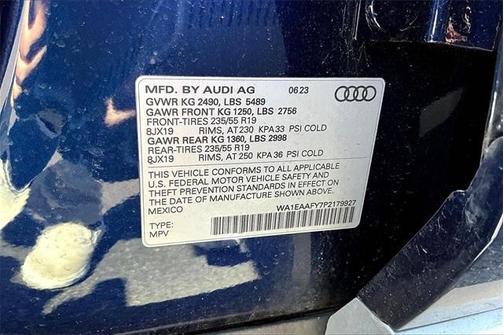 MFD. BY AUDI AG 06 23
GVWR KG 2490, LBS 5489
GAWR FRONT KG 1250, LBS 2756
FRONT-TIRES 235/55 R19
8JX19 RIMS, AT 230 KPA 33 PSI COLD
GAWR REAR KG 1360, LBS 2998
REAR-TIRES 235/55 R19
8JX19 RIMS, AT 250 KPA 36 PSI COLD
THIS VEHICLE CONFORMS TO ALL APPLICABLE
U.S. FEDERAL MOTOR VEHICLE SAFETY AND
THEFT PREVENTION STANDARDS IN EFFECT ON
THE DATE OF MANUFACTURE SHOWN ABOVE.
MEXICO
WA1EAAFY7P2179927
TYPE:
MPV